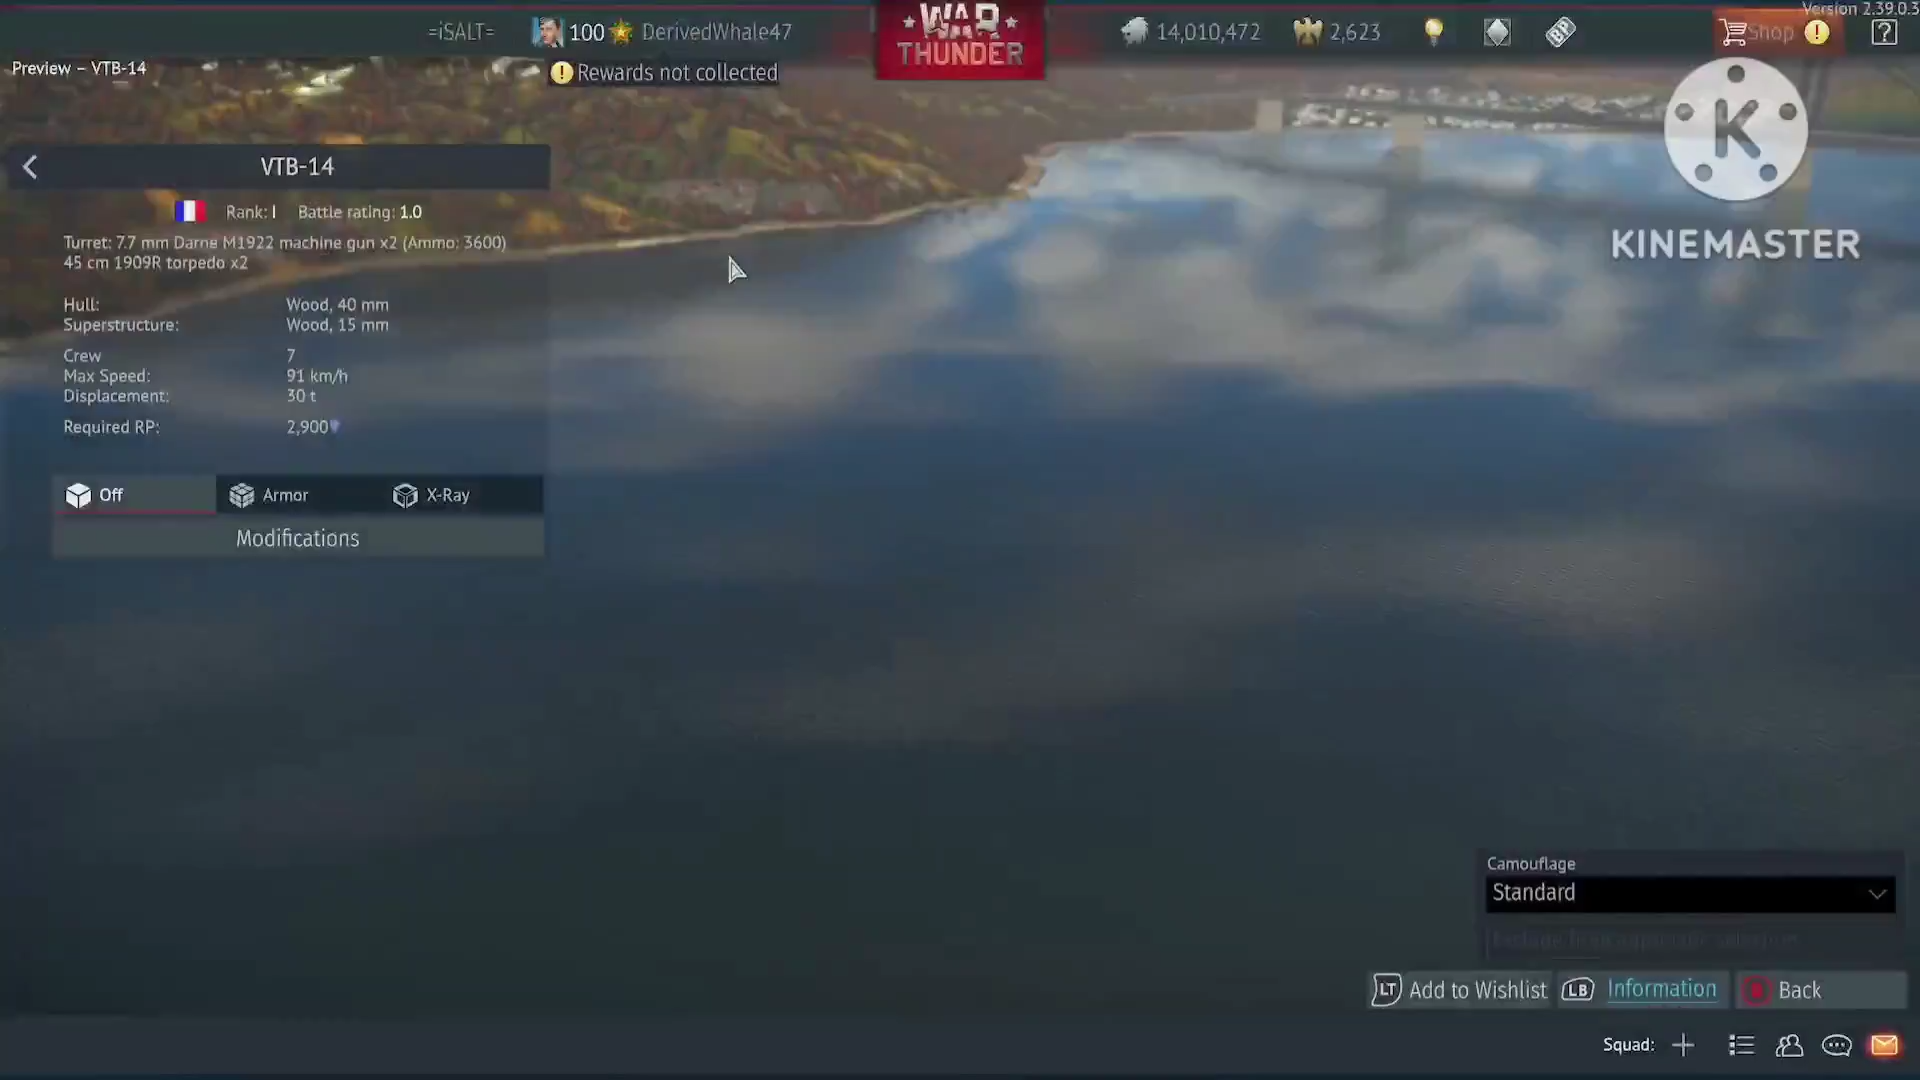 Version 2.39.0.3
=iSALT=
100
DerivedWhale47
WAR
THUNDER
14,010,472
2,623
BP
Shop
!
?
Preview – VTB-14
! Rewards not collected
K
KINEMASTER
VTB-14
Rank: I Battle rating: 1.0
Turret: 7.7 mm Darne M1922 machine gun x2 (Ammo: 3600)
45 cm 1909R torpedo x2
Hull: Wood, 40 mm
Superstructure: Wood, 15 mm
Crew 7
Max Speed: 91 km/h
Displacement: 30 t
Required RP: 2,900
Off
Armor
X-Ray
Modifications
Camouflage
Standard
LT Add to Wishlist
LB Information
Back
Squad: